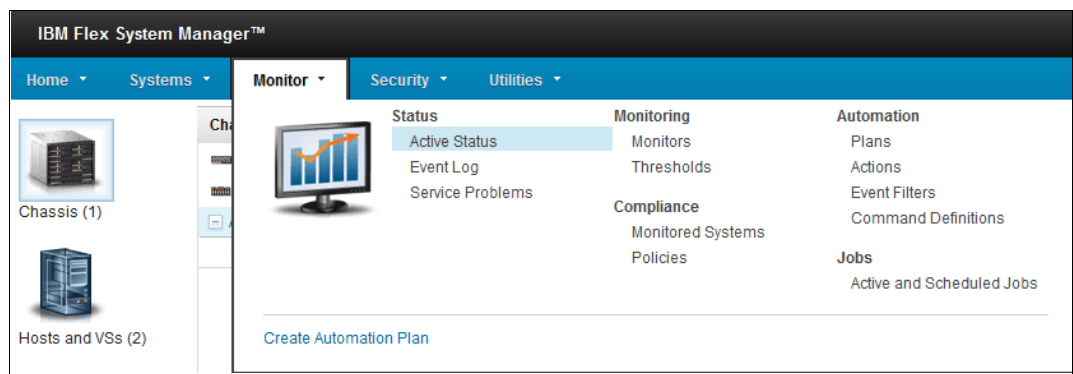 IBM Flex System Manager™
Home Systems Monitor Security Utilities
Chassis (1)
Hosts and VSs (2)
Status
Active Status
Event Log
Service Problems
Monitoring
Monitors
Thresholds
Compliance
Monitored Systems
Policies
Automation
Plans
Actions
Event Filters
Command Definitions
Jobs
Active and Scheduled Jobs
Create Automation Plan